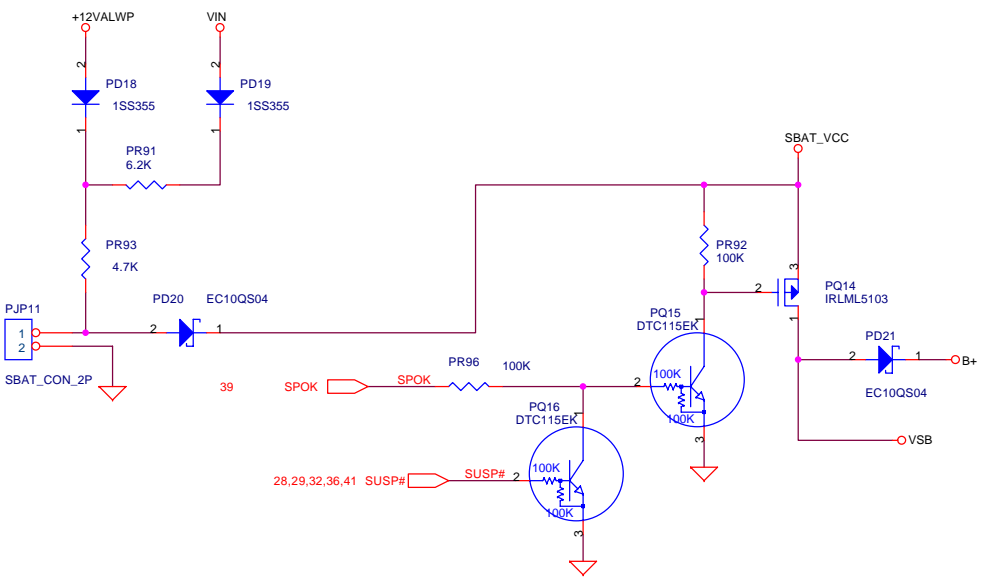 +12VALWP
VIN
2
2
PD18
1SS355
PD19
1SS355
1
1
PR91
6.2K
SBAT_VCC
PR93
4.7K
PR92
100K
3
2
PQ14
IRLML5103
1
PJP11
1
2
SBAT_CON_2P
PD20
EC10QS04
2
1
PQ15
DTC115EK
1
PD21
2
1
B+
EC10QS04
PR96
100K
39
SPOK
SPOK
2
100K
100K
3
PQ16
DTC115EK
1
VSB
28,29,32,36,41
SUSP#
SUSP#
2
100K
100K
3